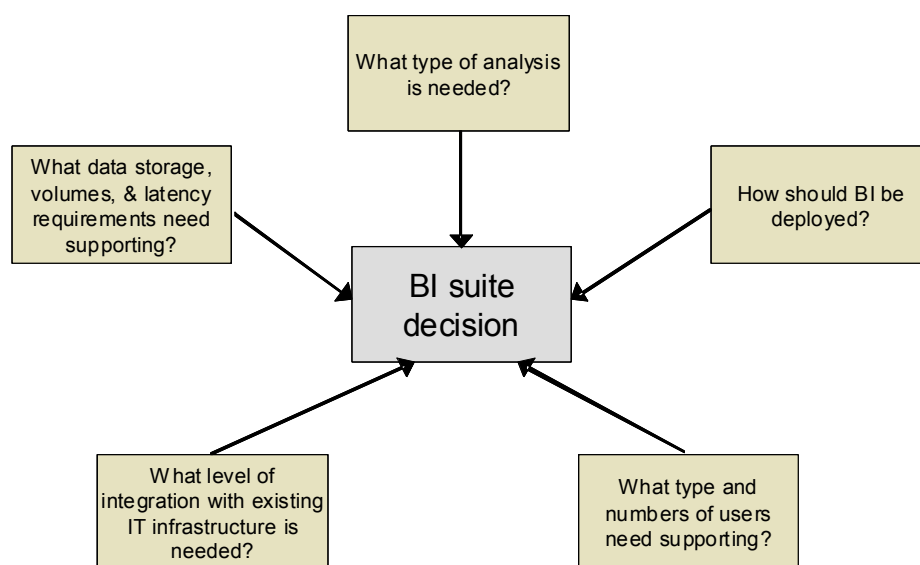 What type of analysis
is needed?
What data storage,
volumes, & latency
requirements need
supporting?
How should BI be
deployed?
BI suite
decision
What level of
integration with existing
IT infrastructure is
needed?
What type and
numbers of users
need supporting?